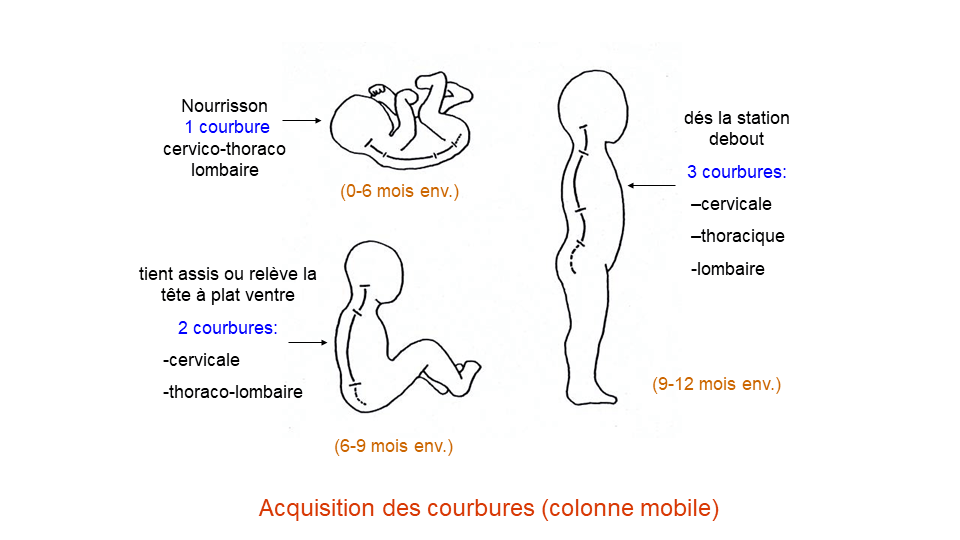 Nourrisson
1 courbure
cervico-thoraco
lombaire
(0-6 mois env.)
tient assis ou relève la
tête à plat ventre
2 courbures:
-cervicale
-thoraco-lombaire
(6-9 mois env.)
dés la station
debout
3 courbures:
–cervicale
–thoracique
-lombaire
(9-12 mois env.)
Acquisition des courbures (colonne mobile)